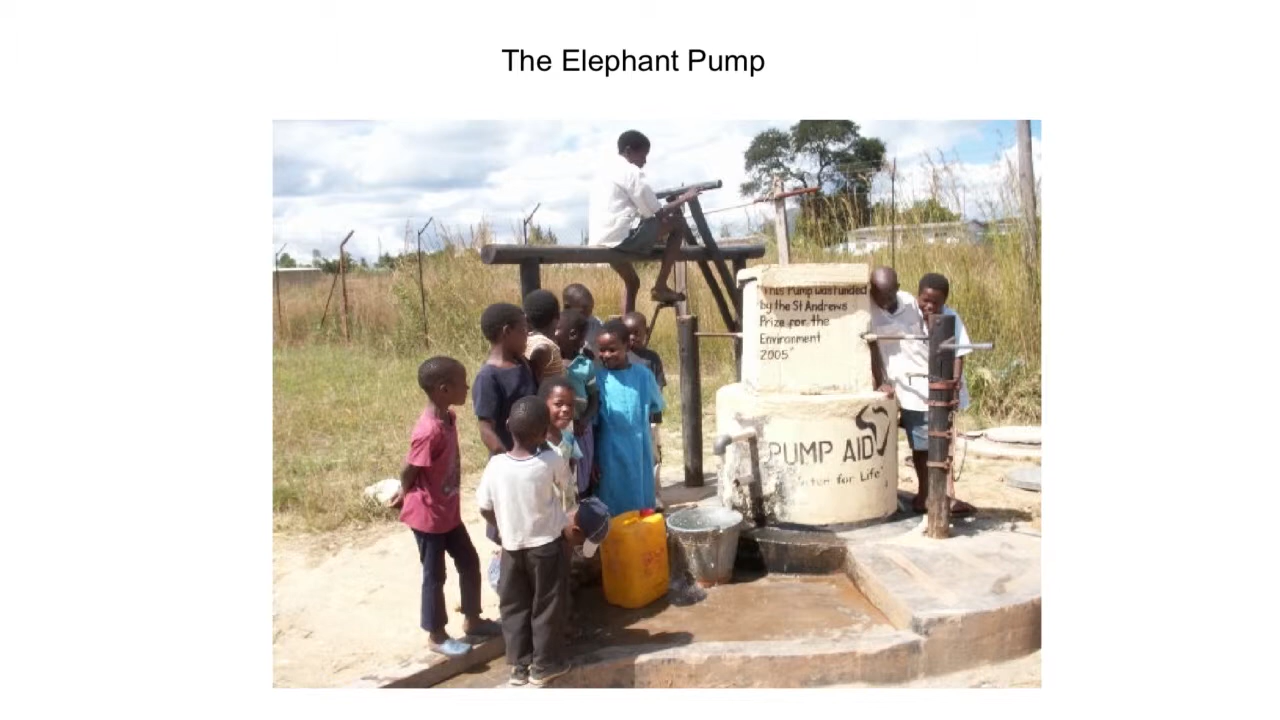 The Elephant Pump
"This Pump was funded
by the St Andrews
Prize for the
Environment
2005"
PUMP AID
for Life"